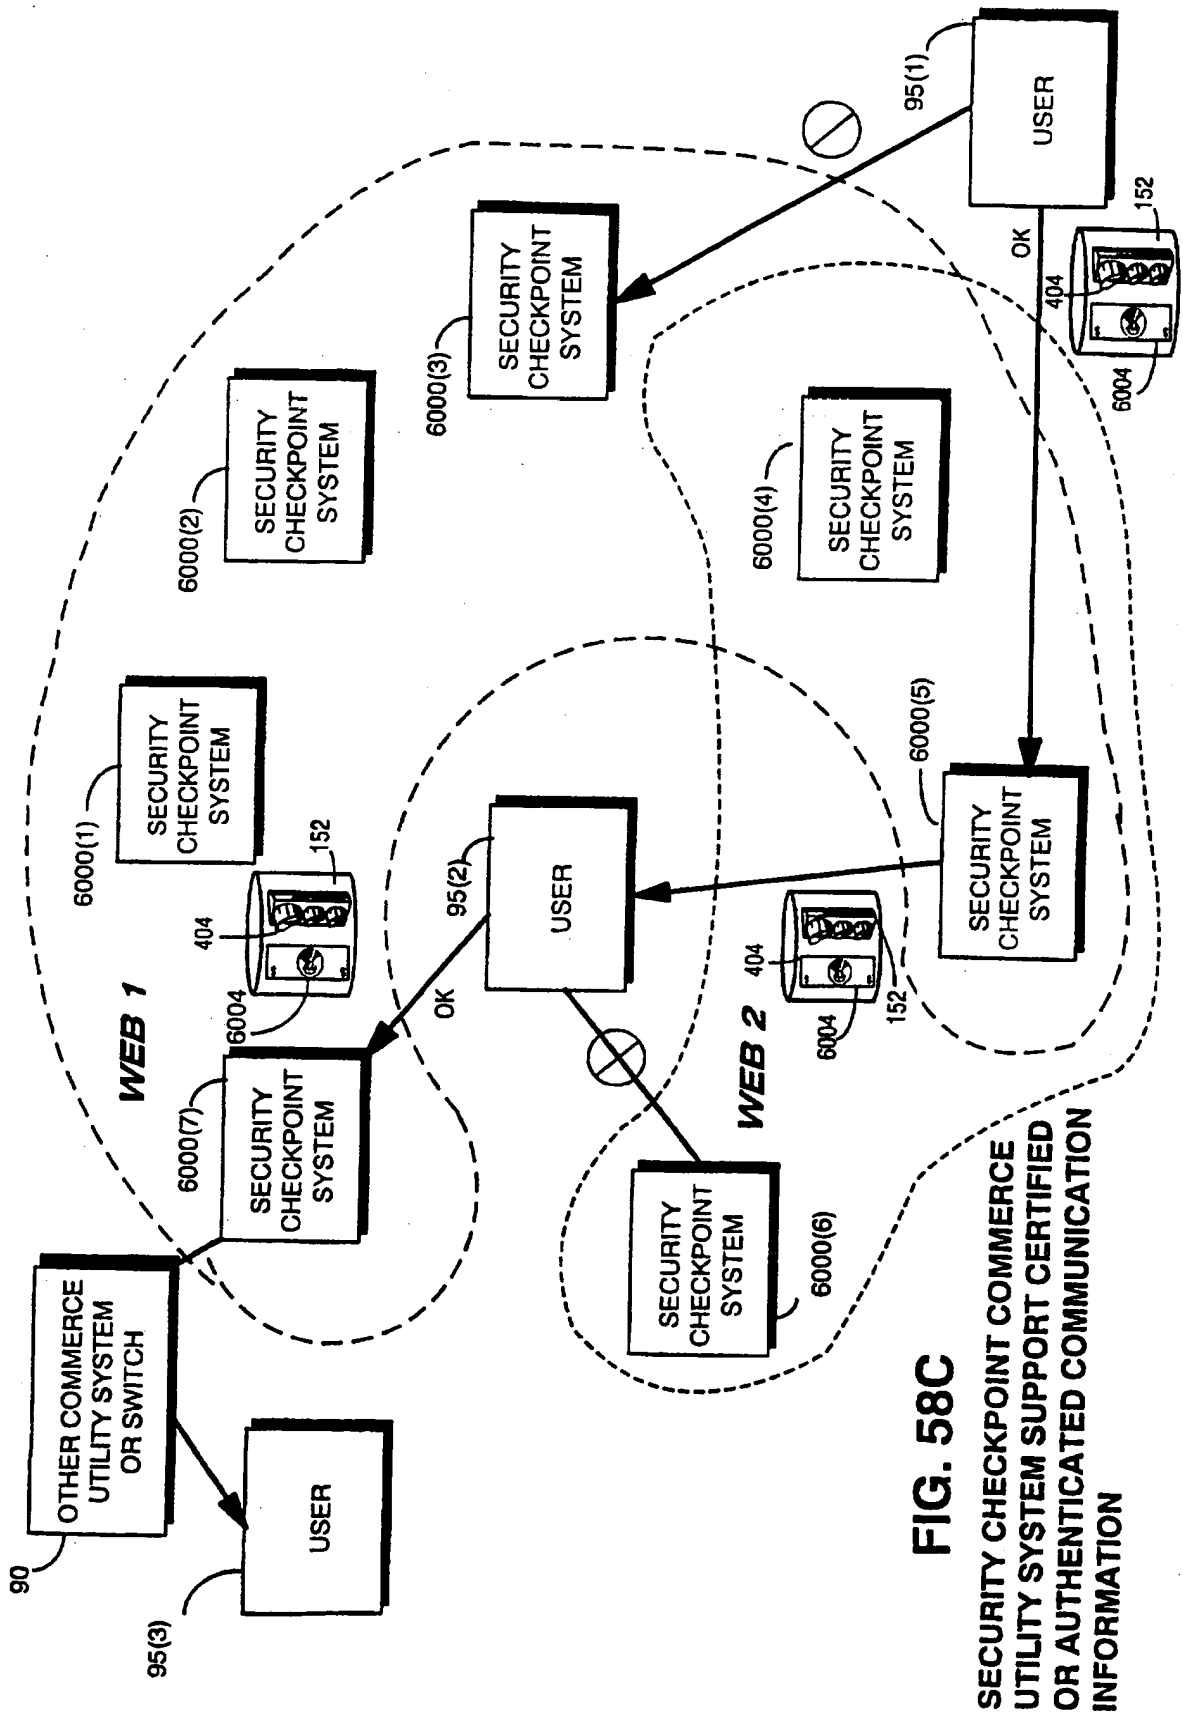 90
OTHER COMMERCE
UTILITY SYSTEM
OR SWITCH
95(3)
USER
WEB 1
6000(1)
SECURITY
CHECKPOINT
SYSTEM
6000(2)
SECURITY
CHECKPOINT
SYSTEM
6000(3)
SECURITY
CHECKPOINT
SYSTEM
6000(7)
SECURITY
CHECKPOINT
SYSTEM
6004
404
152
OK
95(2)
USER
6000(4)
SECURITY
CHECKPOINT
SYSTEM
95(1)
USER
OK
404
152
6004
WEB 2
SECURITY
CHECKPOINT
SYSTEM
6000(6)
404
6004
152
6000(5)
SECURITY
CHECKPOINT
SYSTEM
FIG. 58C
SECURITY CHECKPOINT COMMERCE
UTILITY SYSTEM SUPPORT CERTIFIED
OR AUTHENTICATED COMMUNICATION
INFORMATION